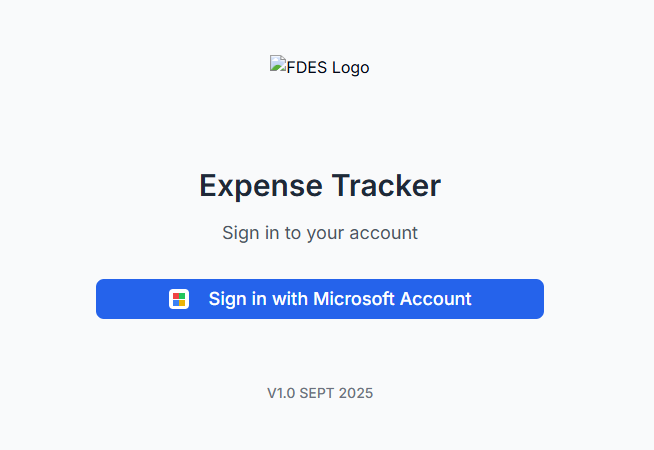 FDES Logo
Expense Tracker
Sign in to your account
Sign in with Microsoft Account
V1.0 SEPT 2025